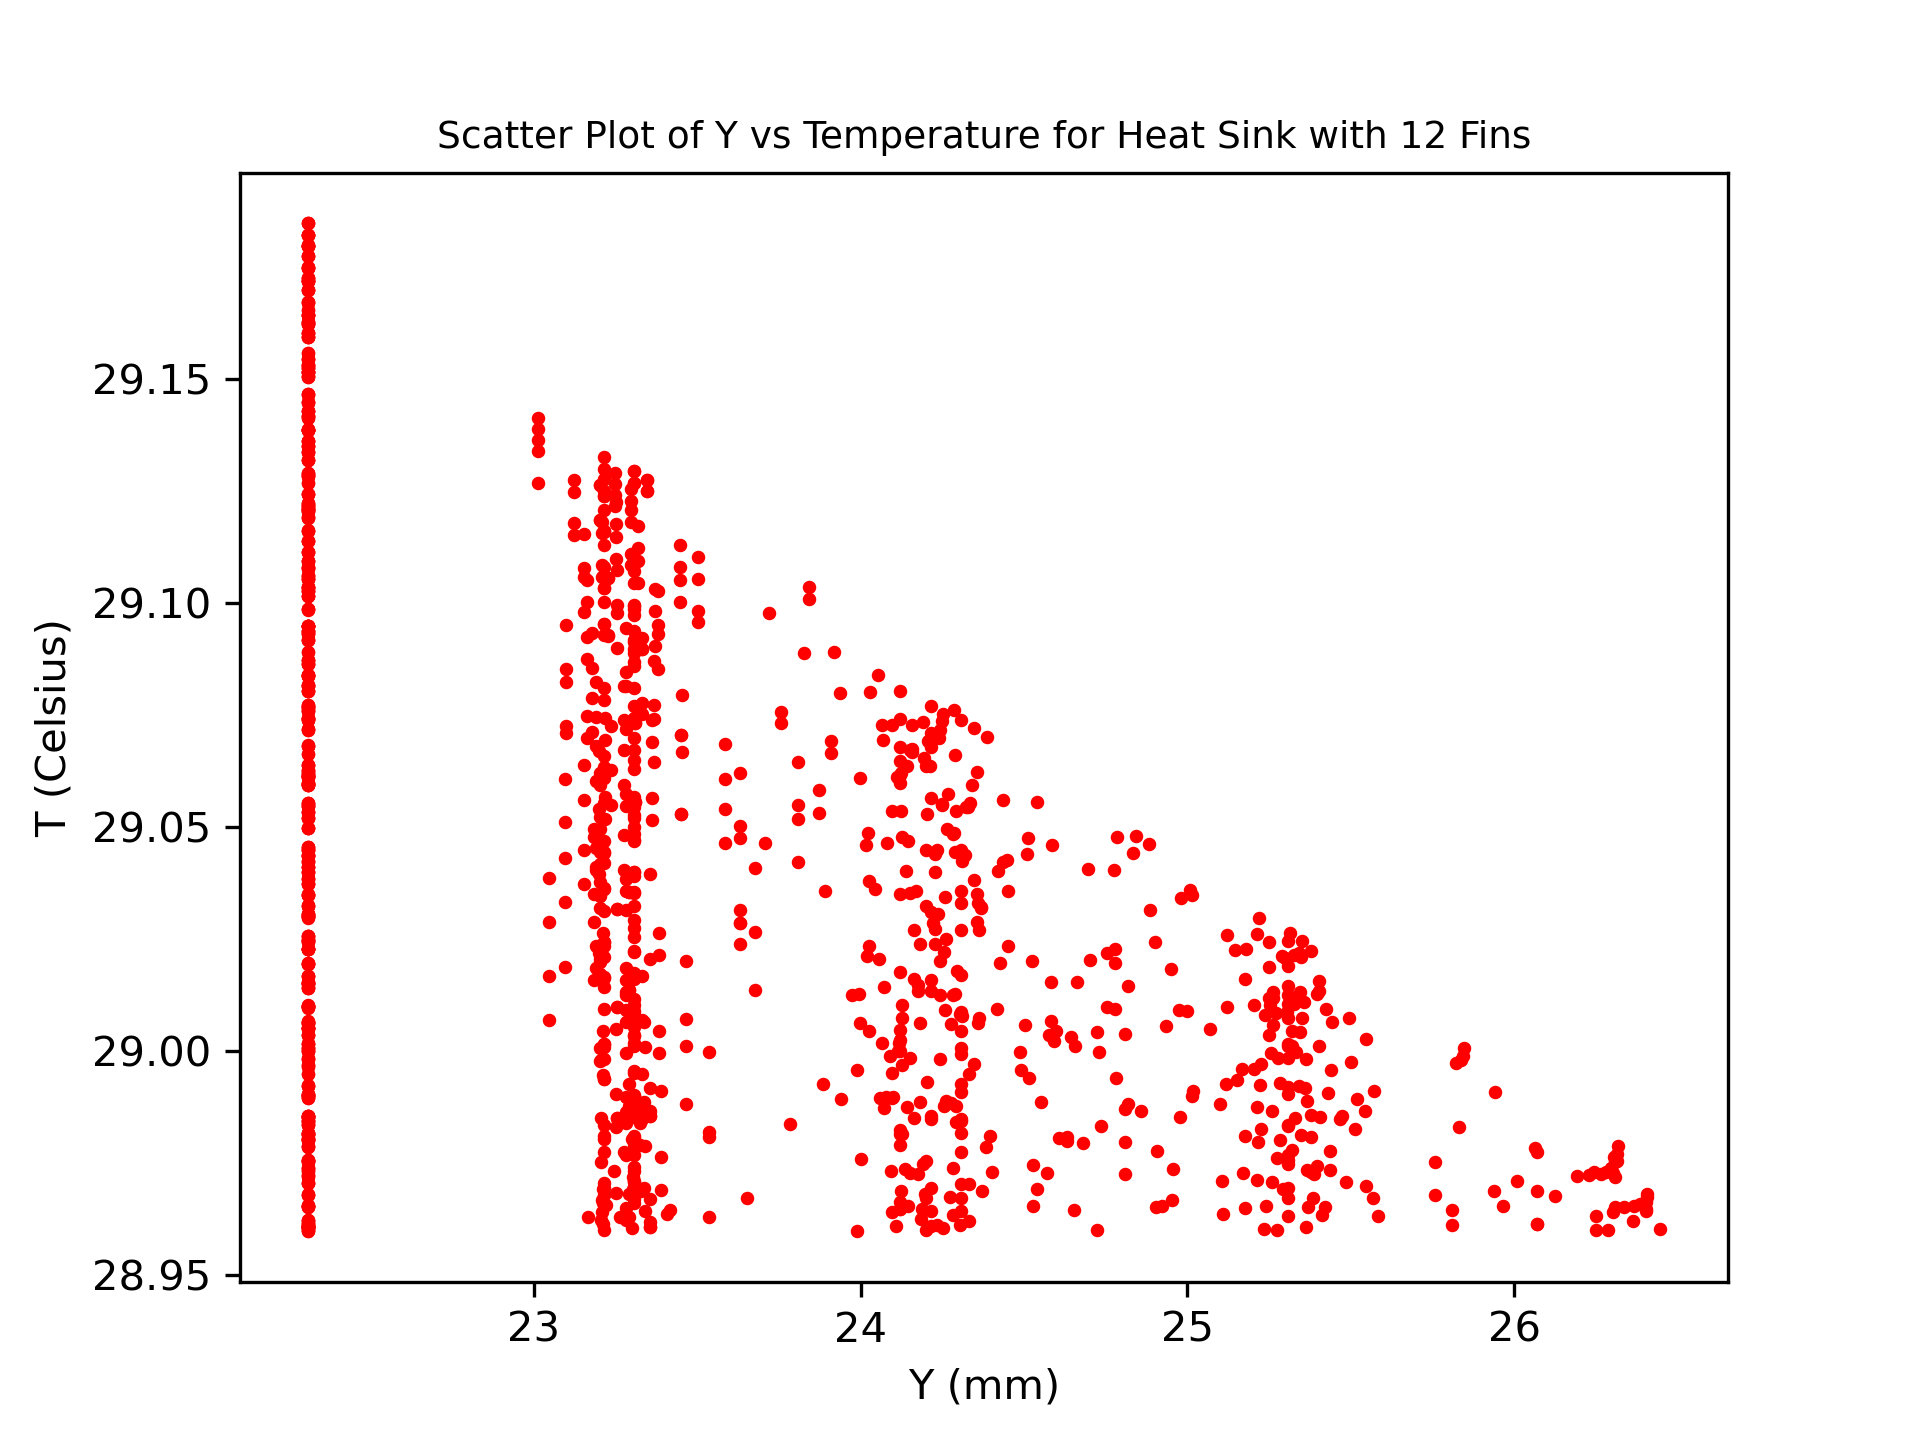 Scatter Plot of Y vs Temperature for Heat Sink with 12 Fins
T (Celsius)
29.15
29.10
29.05
29.00
28.95
23 24 25 26
Y (mm)